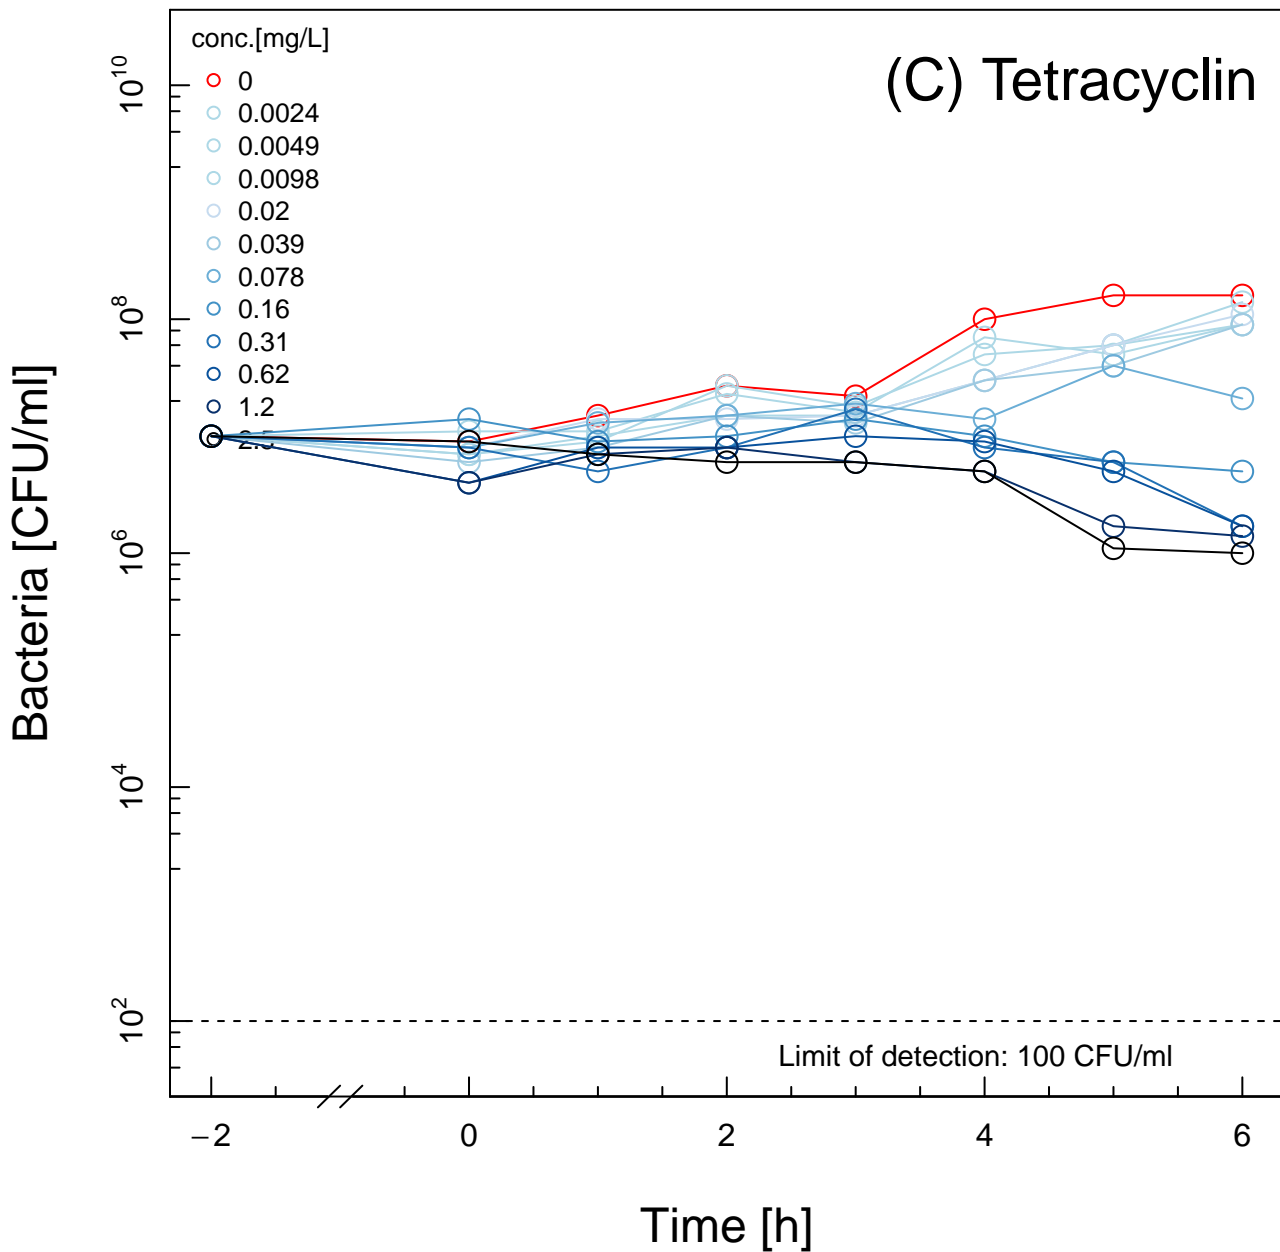 conc.[mg/L]
(C) Tetracyclin
0
0.0024
0.0049
0.0098
0.02
0.039
0.078
0.16
0.31
0.62
1.2
2.5
10^10
10^8
10^6
10^4
10^2
Bacteria [CFU/ml]
Limit of detection: 100 CFU/ml
−2 0 2 4 6
Time [h]